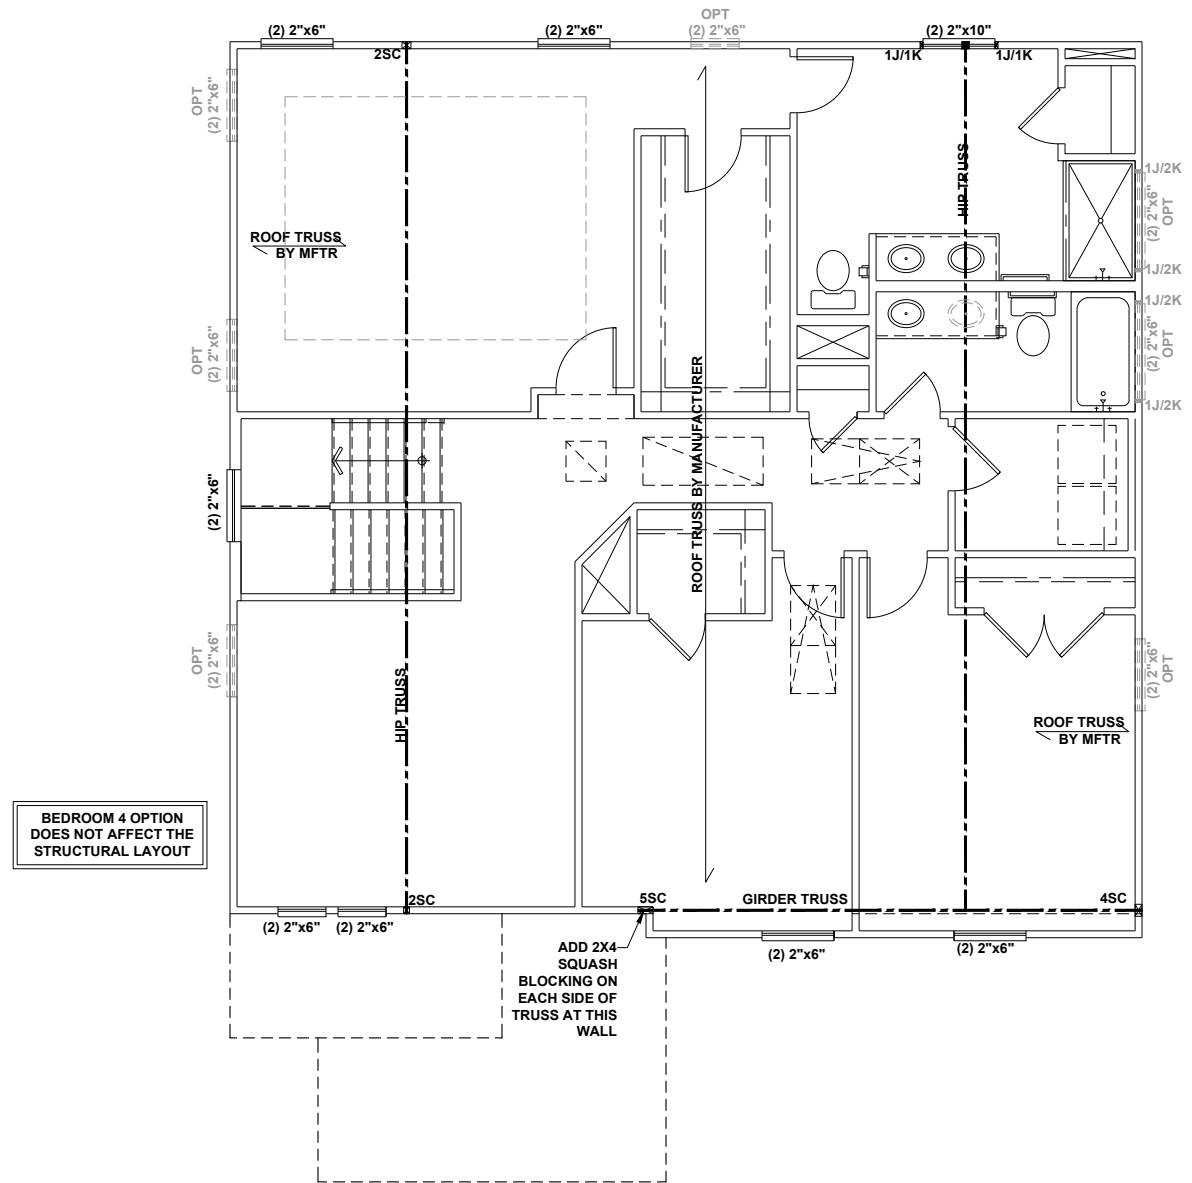 OPT
(2) 2"x6"
(2) 2"x6"
(2) 2"x6"
(2) 2"x10"
2SC
1J/1K
1J/1K
OPT
(2) 2"x6"
HIP TRUSS
1J/2K
(2) 2"x6"
OPT
1J/2K
ROOF TRUSS
BY MFTR
1J/2K
(2) 2"x6"
OPT
1J/2K
OPT
(2) 2"x6"
ROOF TRUSS BY MANUFACTURER
(2) 2"x6"
OPT
(2) 2"x6"
HIP TRUSS
(2) 2"x6"
OPT
ROOF TRUSS
BY MFTR
BEDROOM 4 OPTION
DOES NOT AFFECT THE
STRUCTURAL LAYOUT
2SC
5SC
GIRDER TRUSS
4SC
(2) 2"x6"
(2) 2"x6"
(2) 2"x6"
(2) 2"x6"
ADD 2X4
SQUASH
BLOCKING ON
EACH SIDE OF
TRUSS AT THIS
WALL